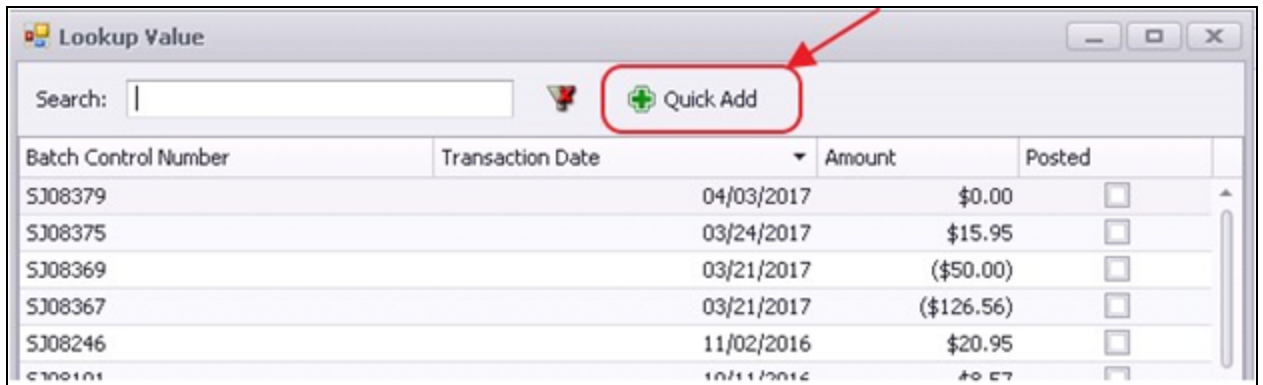 Lookup Value
Search: Quick Add
Batch Control Number Transaction Date Amount Posted
SJ08379 04/03/2017 $0.00
SJ08375 03/24/2017 $15.95
SJ08369 03/21/2017 ($50.00)
SJ08367 03/21/2017 ($126.56)
SJ08246 11/02/2016 $20.95